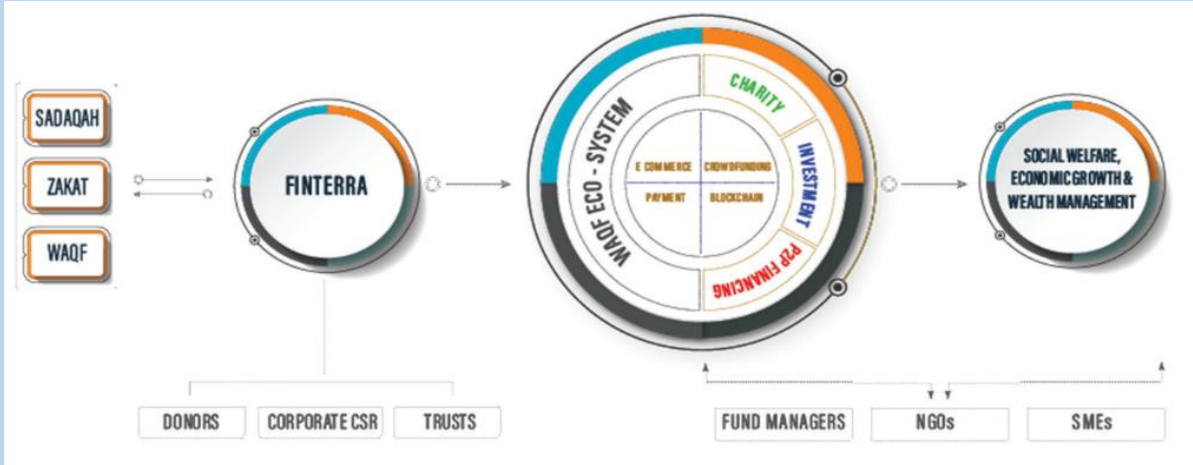 SADAQAH
ZAKAT
WAQF
FINTERRA
WAQF ECO - SYSTEM
CHARITY
INVESTMENT
P2P FINANCING
E COMMERCE
CROWDFUNDING
PAYMENT
BLOCKCHAIN
SOCIAL WELFARE,
ECONOMIC GROWTH &
WEALTH MANAGEMENT
DONORS
CORPORATE CSR
TRUSTS
FUND MANAGERS
NGOs
SMEs